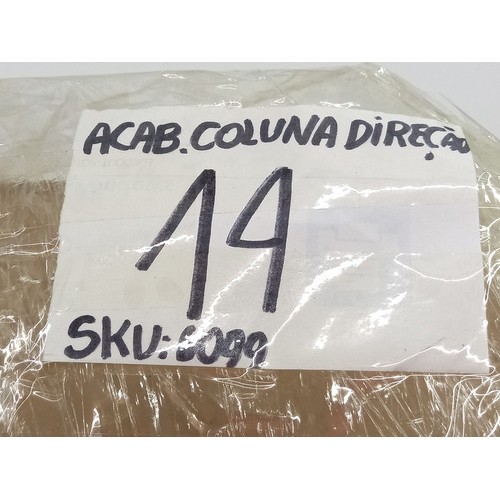 ACAB. COLUNA DIREÇÃO
14
SKU: 6099